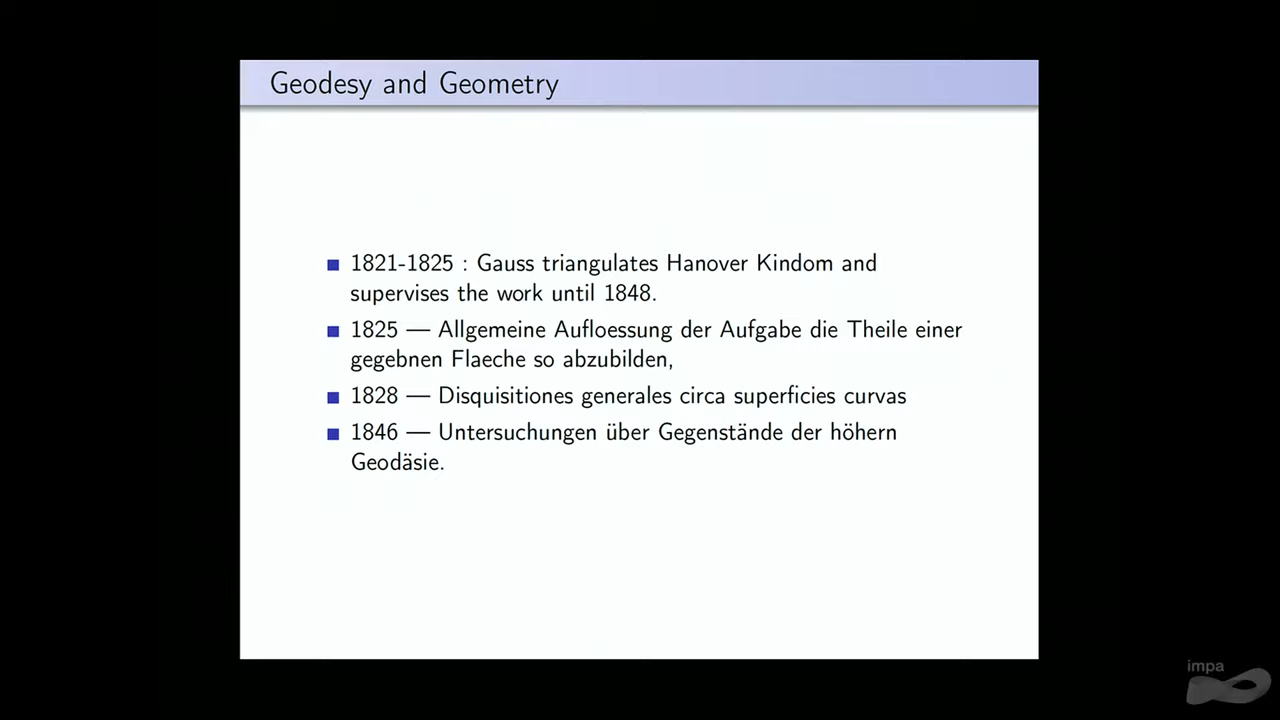 Geodesy and Geometry
1821-1825 : Gauss triangulates Hanover Kindom and
supervises the work until 1848.
1825 — Allgemeine Aufloessung der Aufgabe die Theile einer
gegebnen Flaeche so abzubilden,
1828 — Disquisitiones generales circa superficies curvas
1846 — Untersuchungen über Gegenstände der höhern
Geodäsie.
impa